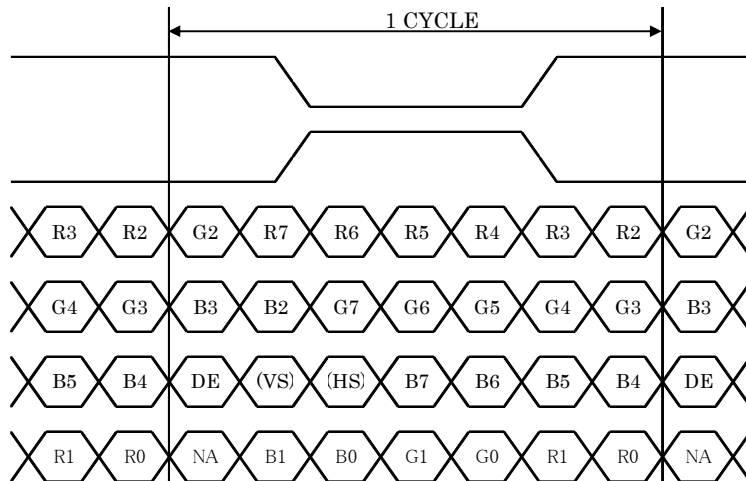 1 CYCLE
R3 R2 G2 R7 R6 R5 R4 R3 R2 G2
G4 G3 B3 B2 G7 G6 G5 G4 G3 B3
B5 B4 DE (VS) (HS) B7 B6 B5 B4 DE
R1 R0 NA B1 B0 G1 G0 R1 R0 NA